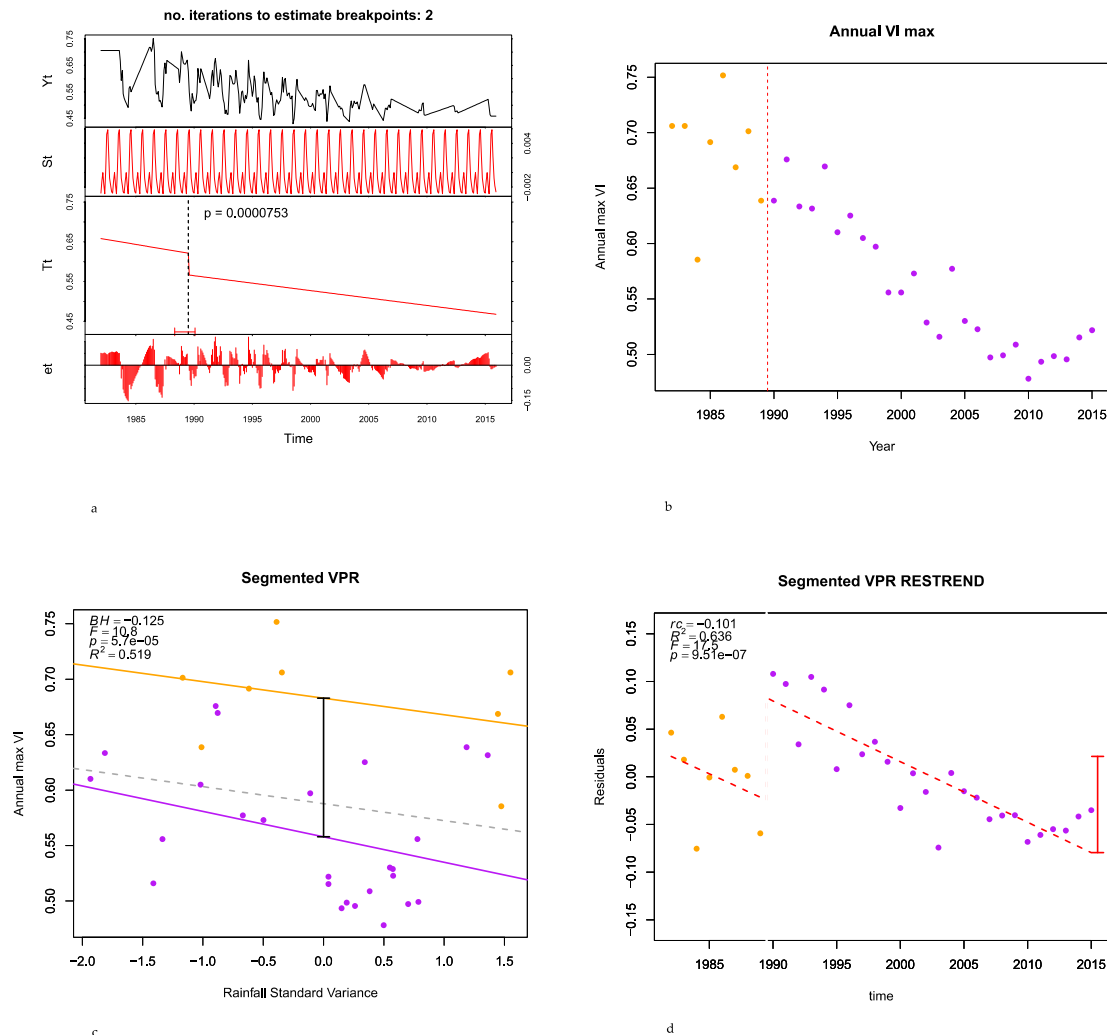 no. iterations to estimate breakpoints: 2
0.75
0.65
0.55
0.45
Yt
St
0.004
−0.002
0.75
0.65
0.55
0.45
Tt
p = 0.0000753
et
0.00
−0.15
1985 1990 1995 2000 2005 2010 2015
Time
a
Annual VI max
0.75
0.70
0.65
0.60
0.55
0.50
Annual max VI
1985 1990 1995 2000 2005 2010 2015
Year
b
Segmented VPR
BH = −0.125
F = 10.8
p = 5.7e−05
R² = 0.519
0.75
0.70
0.65
0.60
0.55
0.50
Annual max VI
−2.0 −1.5 −1.0 −0.5 0.0 0.5 1.0 1.5
Rainfall Standard Variance
c
Segmented VPR RESTREND
rc = −0.101
R² = 0.636
F = 17.5
p = 9.51e−07
0.15
0.10
0.05
0.00
−0.05
−0.10
−0.15
Residuals
1985 1990 1995 2000 2005 2010 2015
time
d